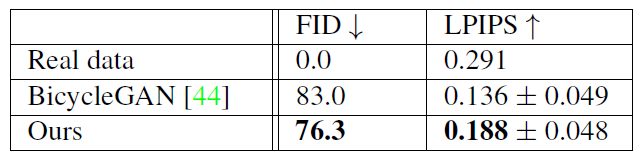 FID ↓ LPIPS ↑
Real data 0.0 0.291
BicycleGAN [44] 83.0 0.136 ± 0.049
Ours 76.3 0.188 ± 0.048